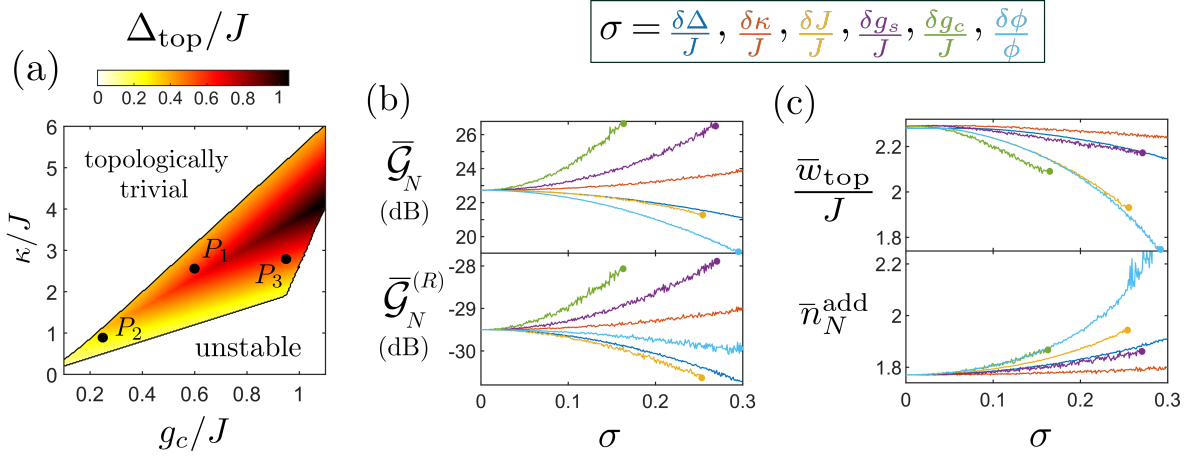 σ = δΔ/J, δκ/J, δJ/J, δg_s/J, δg_c/J, δϕ/ϕ
(a)
Δ_top/J
0 0.2 0.4 0.6 0.8 1
6
5
4
3
2
1
0
κ/J
topologically
trivial
P_1
P_2
P_3
unstable
0.2 0.4 0.6 0.8 1
g_c/J
(b)
26
24
22
20
𝒢̅_N
(dB)
-28
-29
-30
𝒢̅_N^(R)
(dB)
0 0.1 0.2 0.3
σ
(c)
2.2
2
1.8
w̅_top/J
2.2
2
1.8
n̅_N^add
0 0.1 0.2 0.3
σ